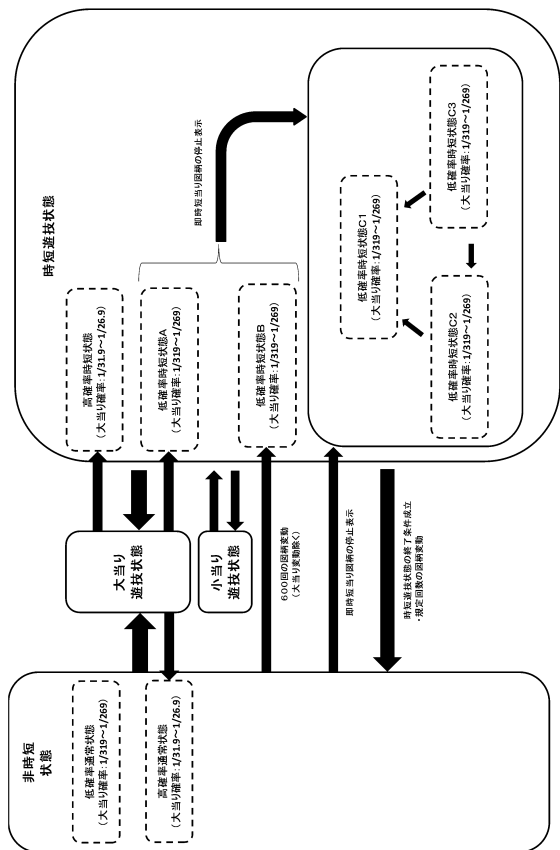 非時短
状態
低確率通常状態
(大当り確率:1/319~1/269)
高確率通常状態
(大当り確率:1/31.9~1/26.9)
大当り
遊技状態
小当り
遊技状態
600回の図柄変動
(大当り変動除く)
即時短当り図柄の停止表示
時短遊技状態の終了条件成立
・規定回数の図柄変動
時短遊技状態
高確率時短状態
(大当り確率:1/31.9~1/26.9)
低確率時短状態A
(大当り確率:1/319~1/269)
低確率時短状態B
(大当り確率:1/319~1/269)
即時短当り図柄の停止表示
低確率時短状態C1
(大当り確率:1/319~1/269)
低確率時短状態C2
(大当り確率:1/319~1/269)
低確率時短状態C3
(大当り確率:1/319~1/269)